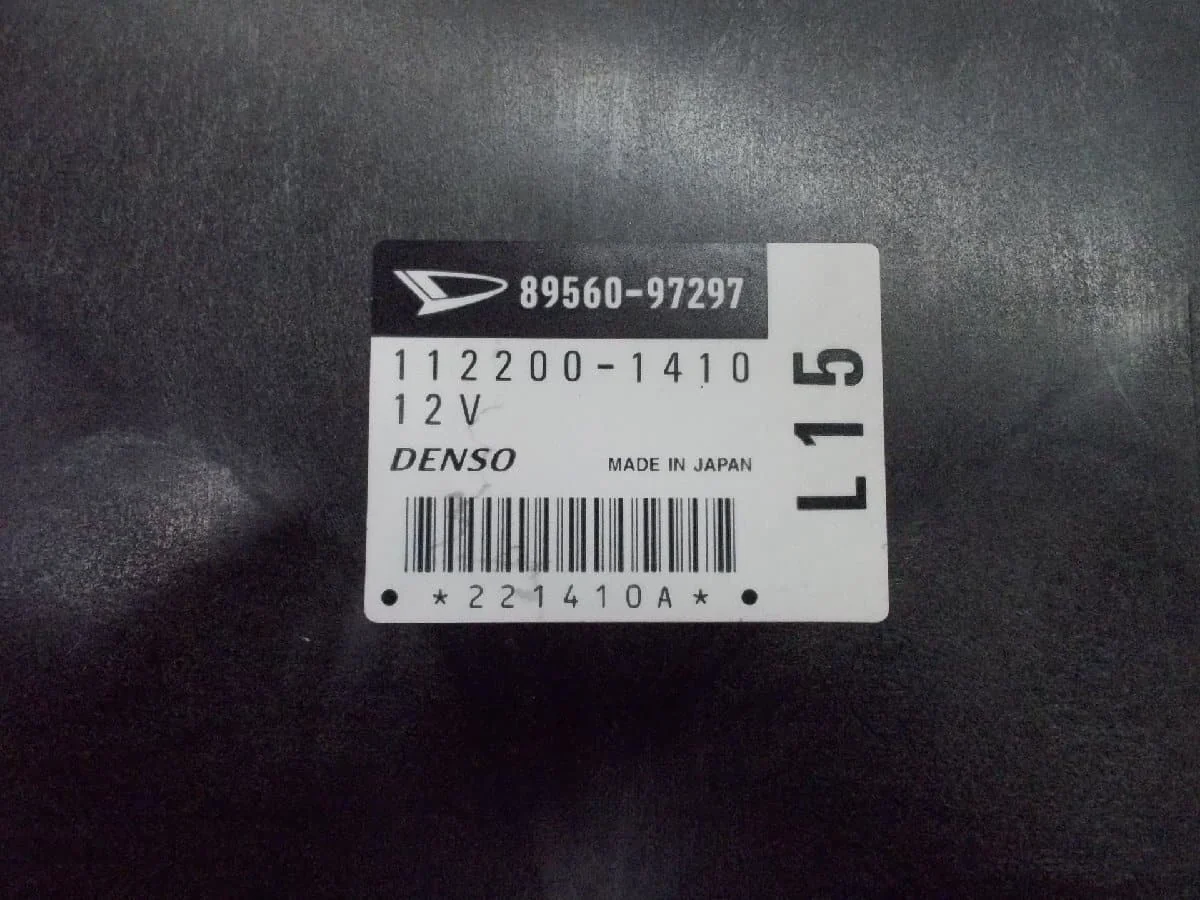 89560-97297
112200-1410
12V
DENSO
MADE IN JAPAN
*221410A*
L15